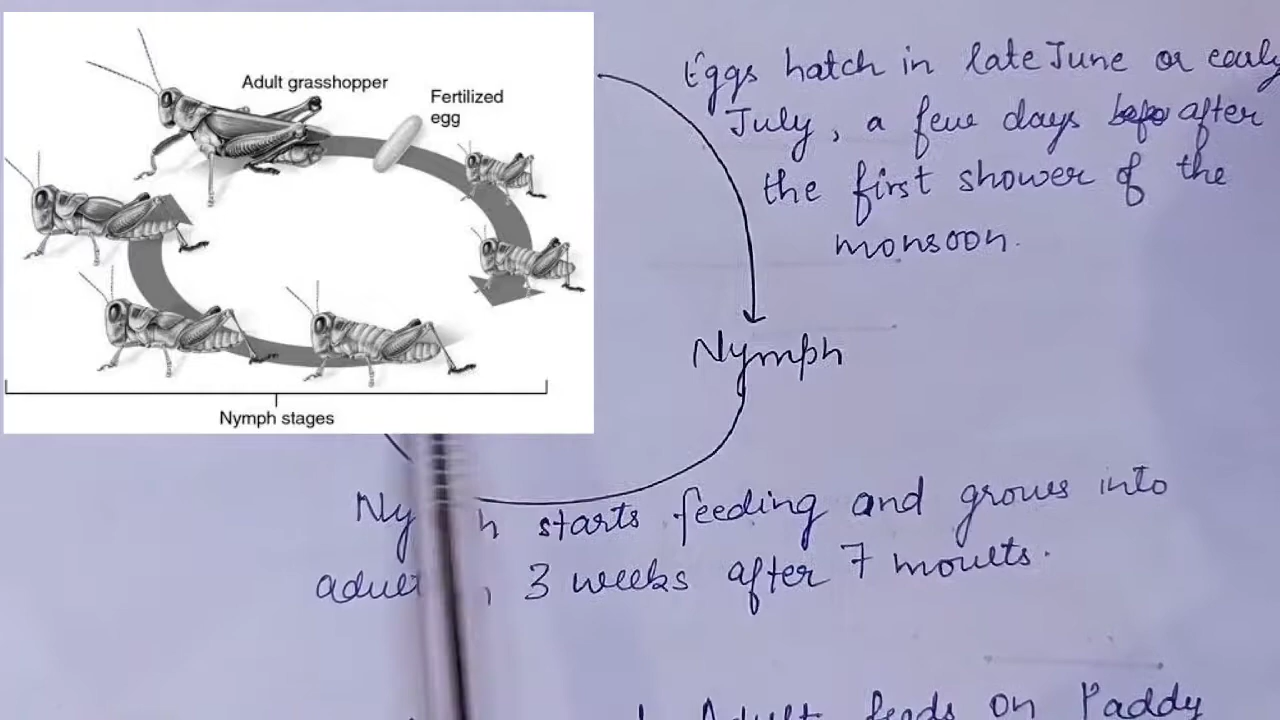 Adult grasshopper
Fertilized
egg
Nymph stages
Eggs hatch in late June or early
July, a few days after
the first shower of the
monsoon.
Nymph
starts feeding and grows into
3 weeks after 7 moults.
Adult feeds on Paddy